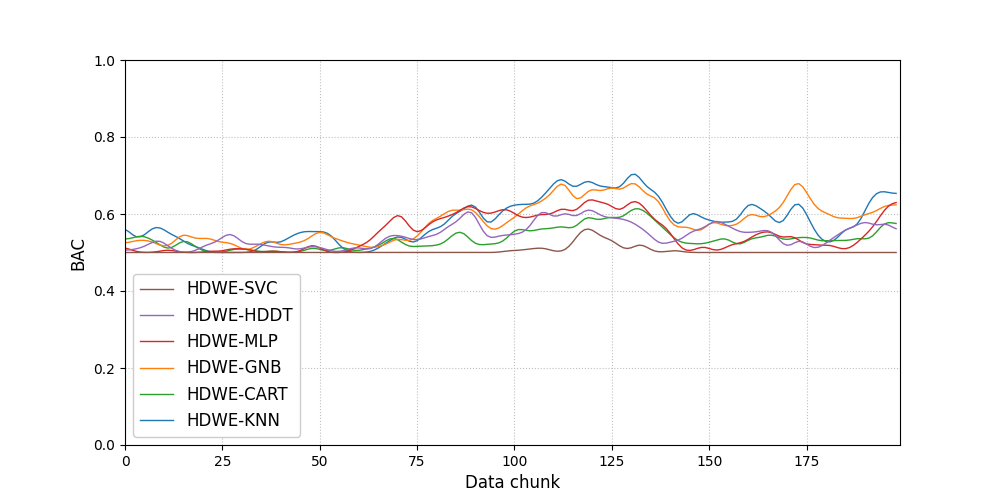 1.0
0.8
0.6
0.4
0.2
0.0
BAC
HDWE-SVC
HDWE-HDDT
HDWE-MLP
HDWE-GNB
HDWE-CART
HDWE-KNN
0 25 50 75 100 125 150 175
Data chunk